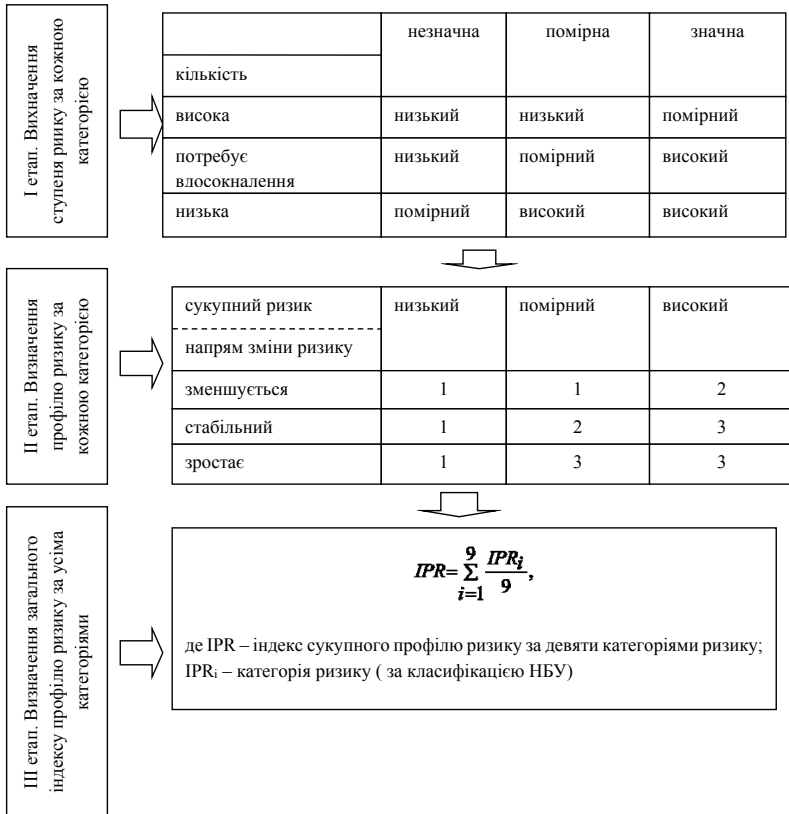 І етап. Вихначення
ступеня риику за кожною
категорією
незначна помірна значна
кількість
висока низький низький помірний
потребує
вдосокналення
низький помірний високий
низька помірний високий високий
ІІ етап. Визначення
профілю ризику за
кожною категорією
сукупний ризик низький помірний високий
напрям зміни ризику
зменшується 1 1 2
стабільний 1 2 3
зростає 1 3 3
ІІІ етап. Визначення загального
індексу профілю ризику за усіма
категоріями
IPR= 9 Σ i=1 IPRi 9 ,
де IPR – індекс сукупного профілю ризику за девяти категоріями ризику;
IPRi – категорія ризику ( за класифікацією НБУ)